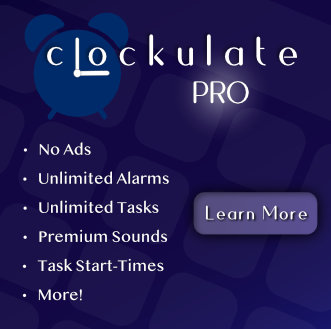 clockulate
PRO
• No Ads
• Unlimited Alarms
• Unlimited Tasks
• Premium Sounds
• Task Start-Times
• More!
Learn More